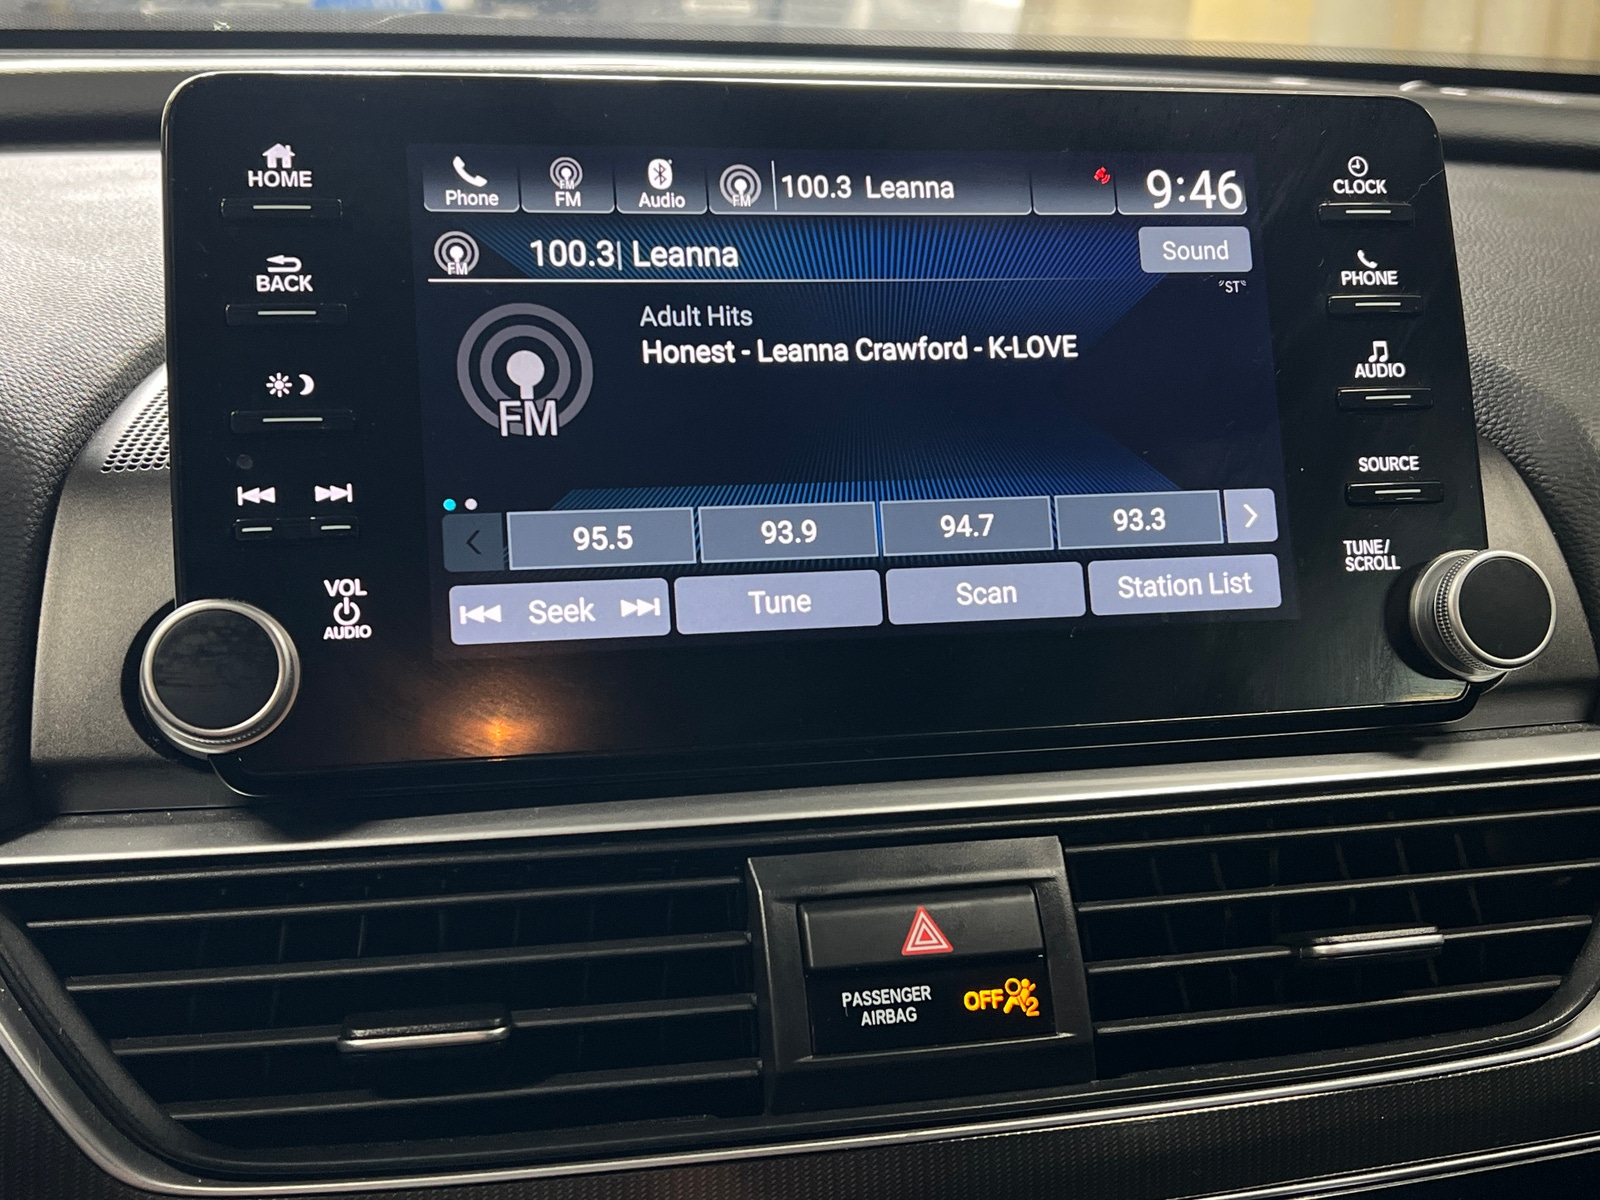 HOME
BACK
VOL
AUDIO
Phone
FM
FM
Audio
FM
100.3 Leanna
9:46
FM
100.3| Leanna
Sound
"ST"
FM
Adult Hits
Honest - Leanna Crawford - K-LOVE
95.5
93.9
94.7
93.3
Seek
Tune
Scan
Station List
CLOCK
PHONE
AUDIO
SOURCE
TUNE/
SCROLL
PASSENGER
AIRBAG
OFF
2